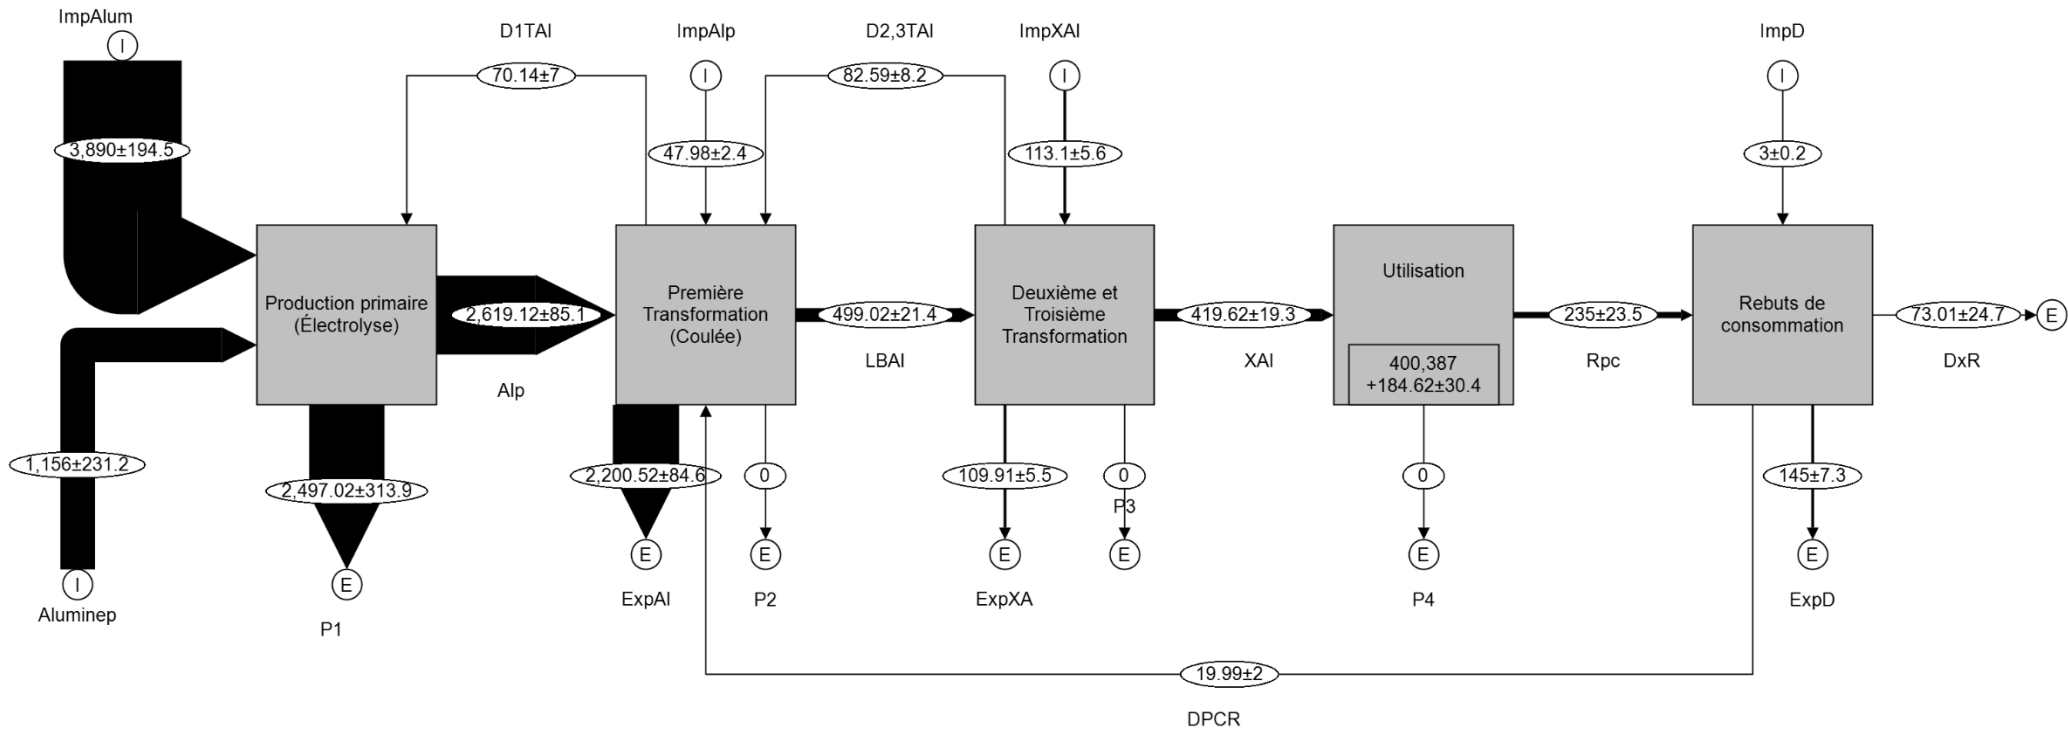 ImpAlum
I
D1TAl
ImpAlp
I
D2,3TAl
ImpXAl
I
ImpD
I
70.14±7
82.59±8.2
3,890±194.5
47.98±2.4
113.1±5.6
3±0.2
Production primaire
(Électrolyse)
2,619.12±85.1
Alp
Première
Transformation
(Coulée)
499.02±21.4
LBAl
Deuxième et
Troisième
Transformation
419.62±19.3
XAl
Utilisation
400,387
+184.62±30.4
235±23.5
Rpc
Rebuts de
consommation
73.01±24.7
E
DxR
1,156±231.2
I
Aluminep
2,497.02±313.9
E
P1
2,200.52±84.6
E
ExpAl
0
E
P2
109.91±5.5
E
ExpXA
0
P3
E
0
E
P4
145±7.3
E
ExpD
19.99±2
DPCR